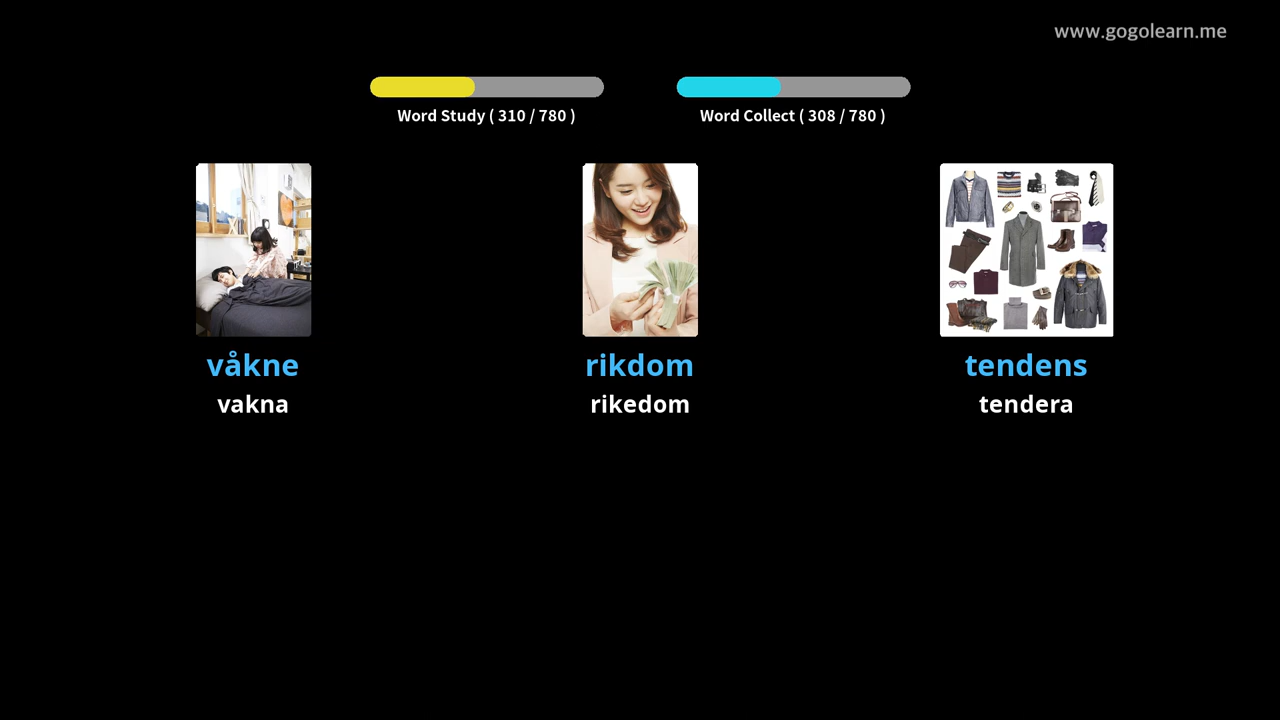 www.gogolearn.me
Word Study ( 310 / 780 )
Word Collect ( 308 / 780 )
våkne
rikdom
tendens
vakna
rikedom
tendera